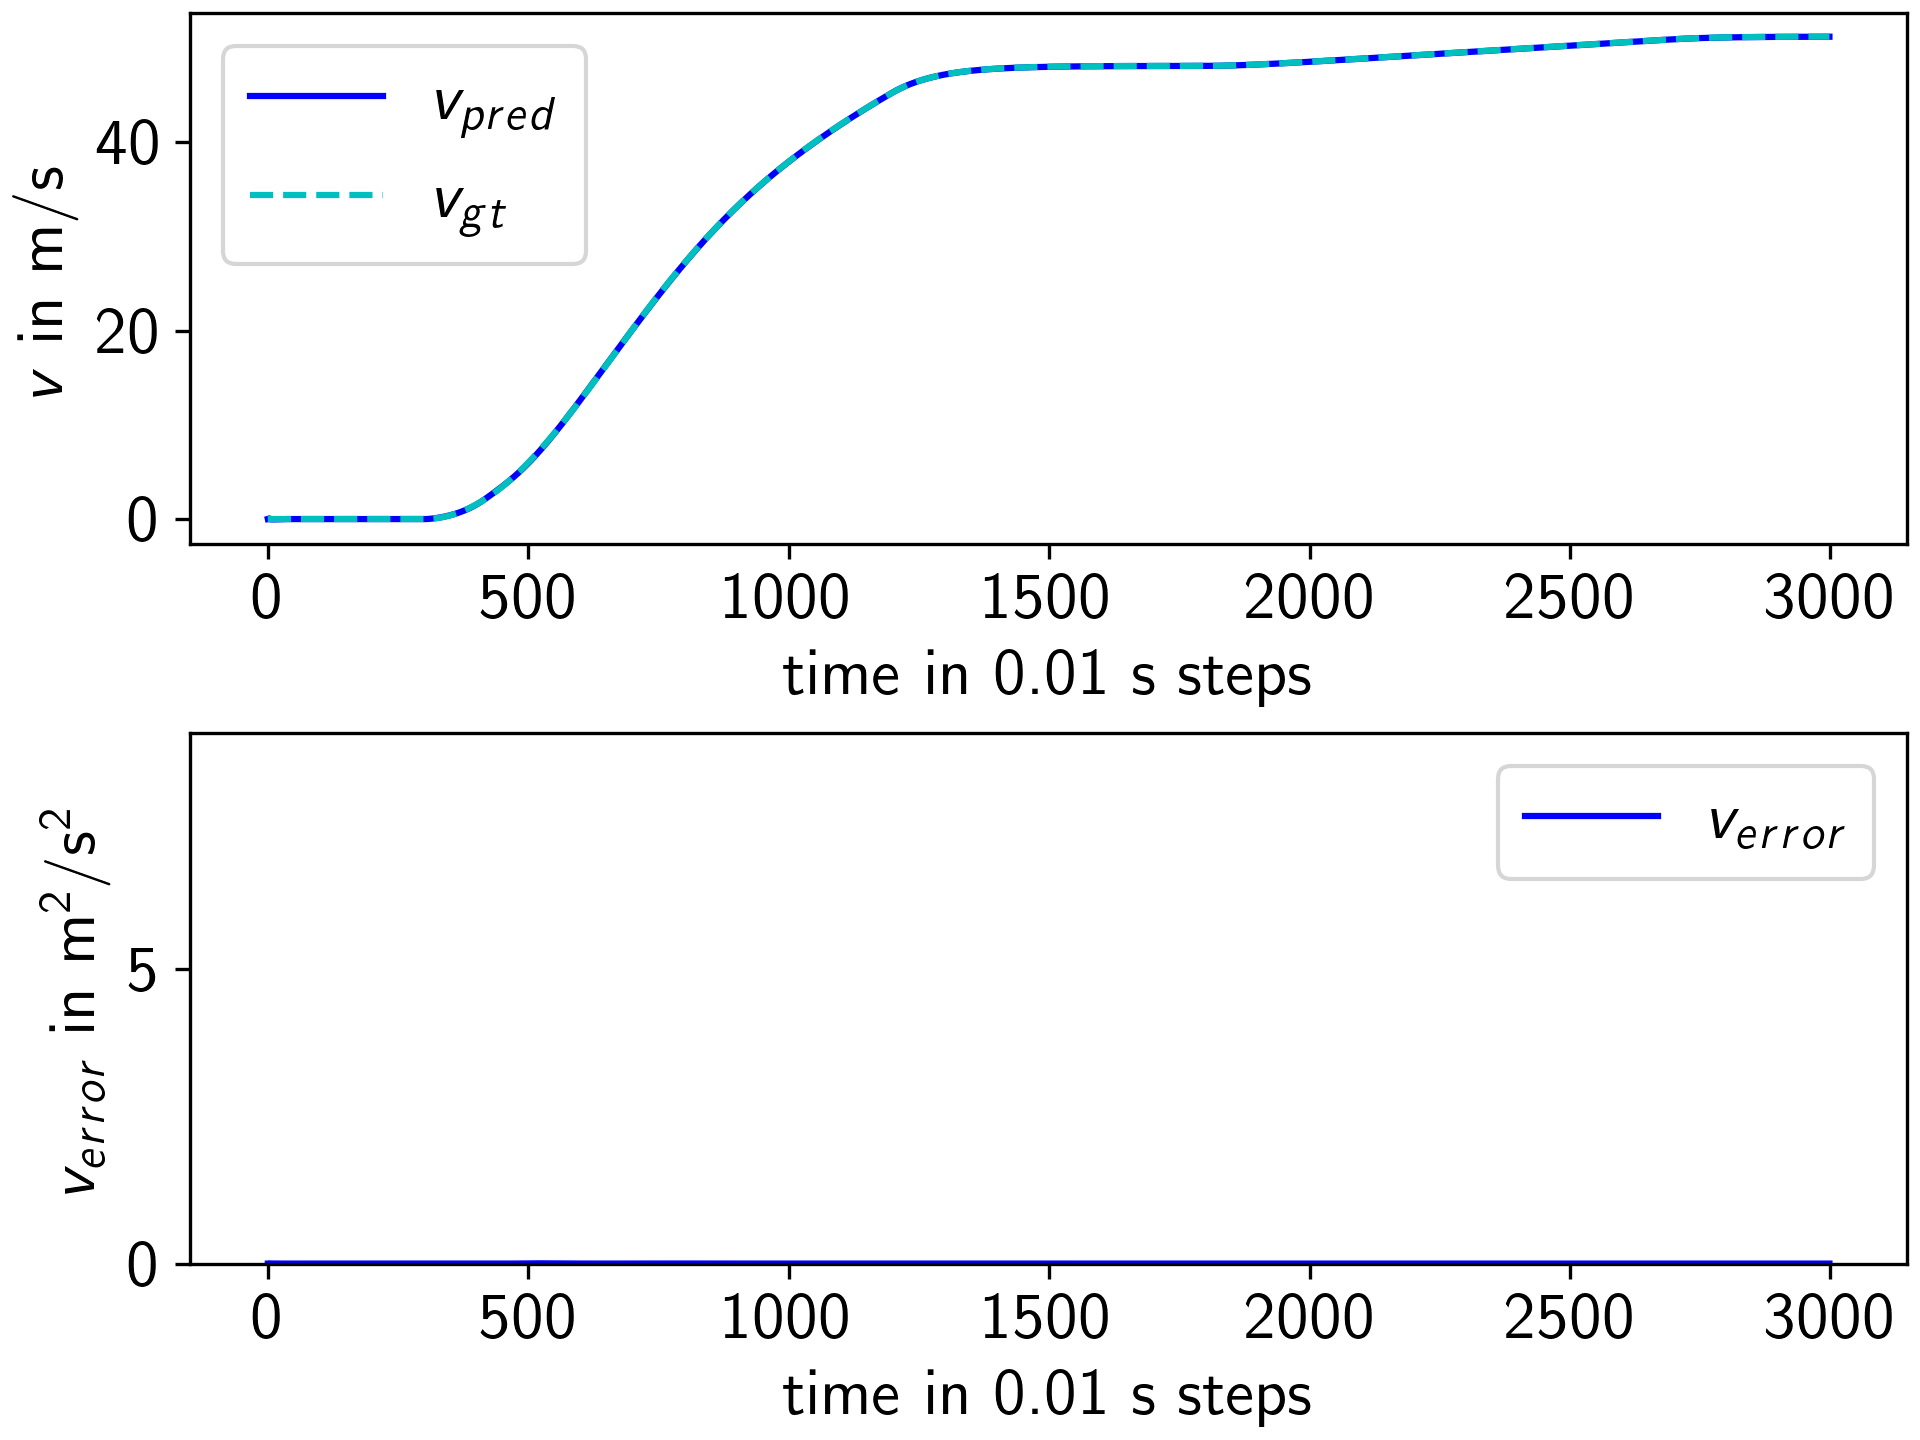 v_pred
v_gt
40
20
0
v in m/s
0 500 1000 1500 2000 2500 3000
time in 0.01 s steps
v_error
5
0
v_error in m²/s²
0 500 1000 1500 2000 2500 3000
time in 0.01 s steps